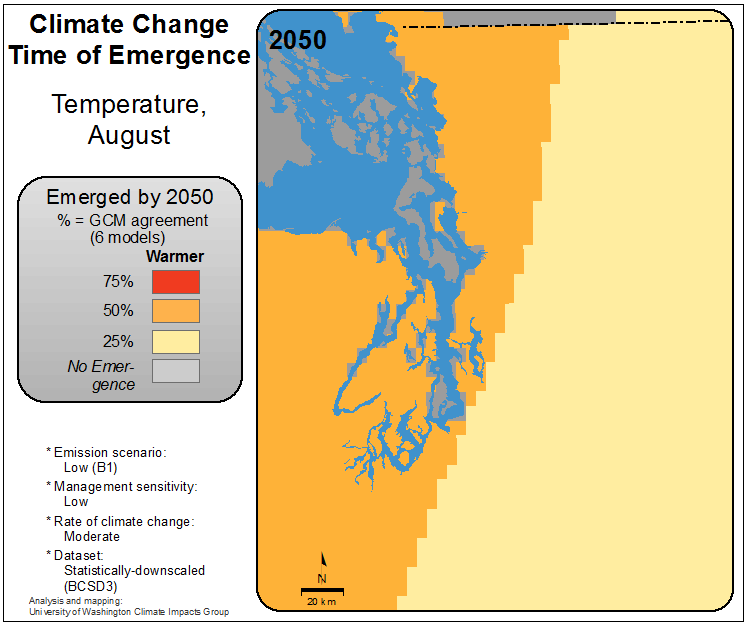 Climate Change
Time of Emergence
Temperature,
August
Emerged by 2050
% = GCM agreement
(6 models)
Warmer
75%
50%
25%
No Emer-
gence
* Emission scenario:
Low (B1)
* Management sensitivity:
Low
* Rate of climate change:
Moderate
* Dataset:
Statistically-downscaled
(BCSD3)
Analysis and mapping:
University of Washington Climate Impacts Group
2050
N
20 km